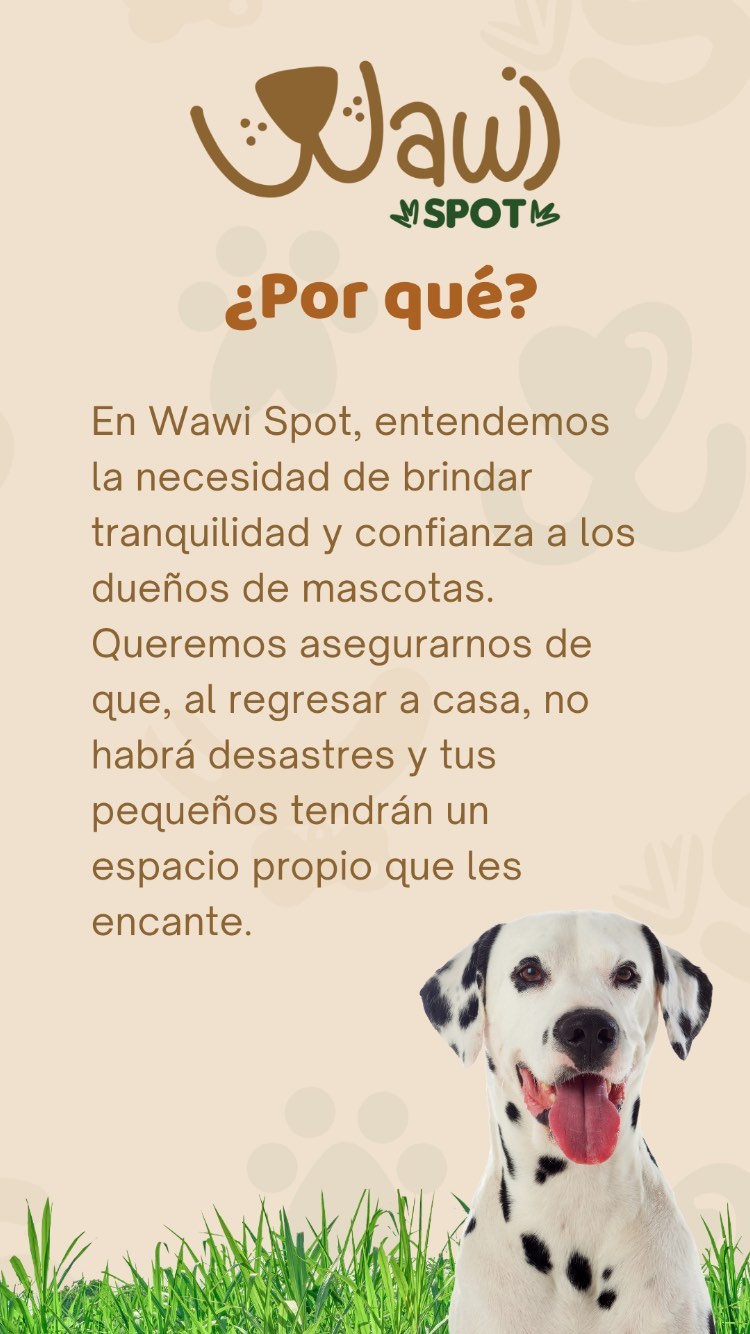 Wawi
SPOT
¿Por qué?
En Wawi Spot, entendemos
la necesidad de brindar
tranquilidad y confianza a los
dueños de mascotas.
Queremos asegurarnos de
que, al regresar a casa, no
habrá desastres y tus
pequeños tendrán un
espacio propio que les
encante.